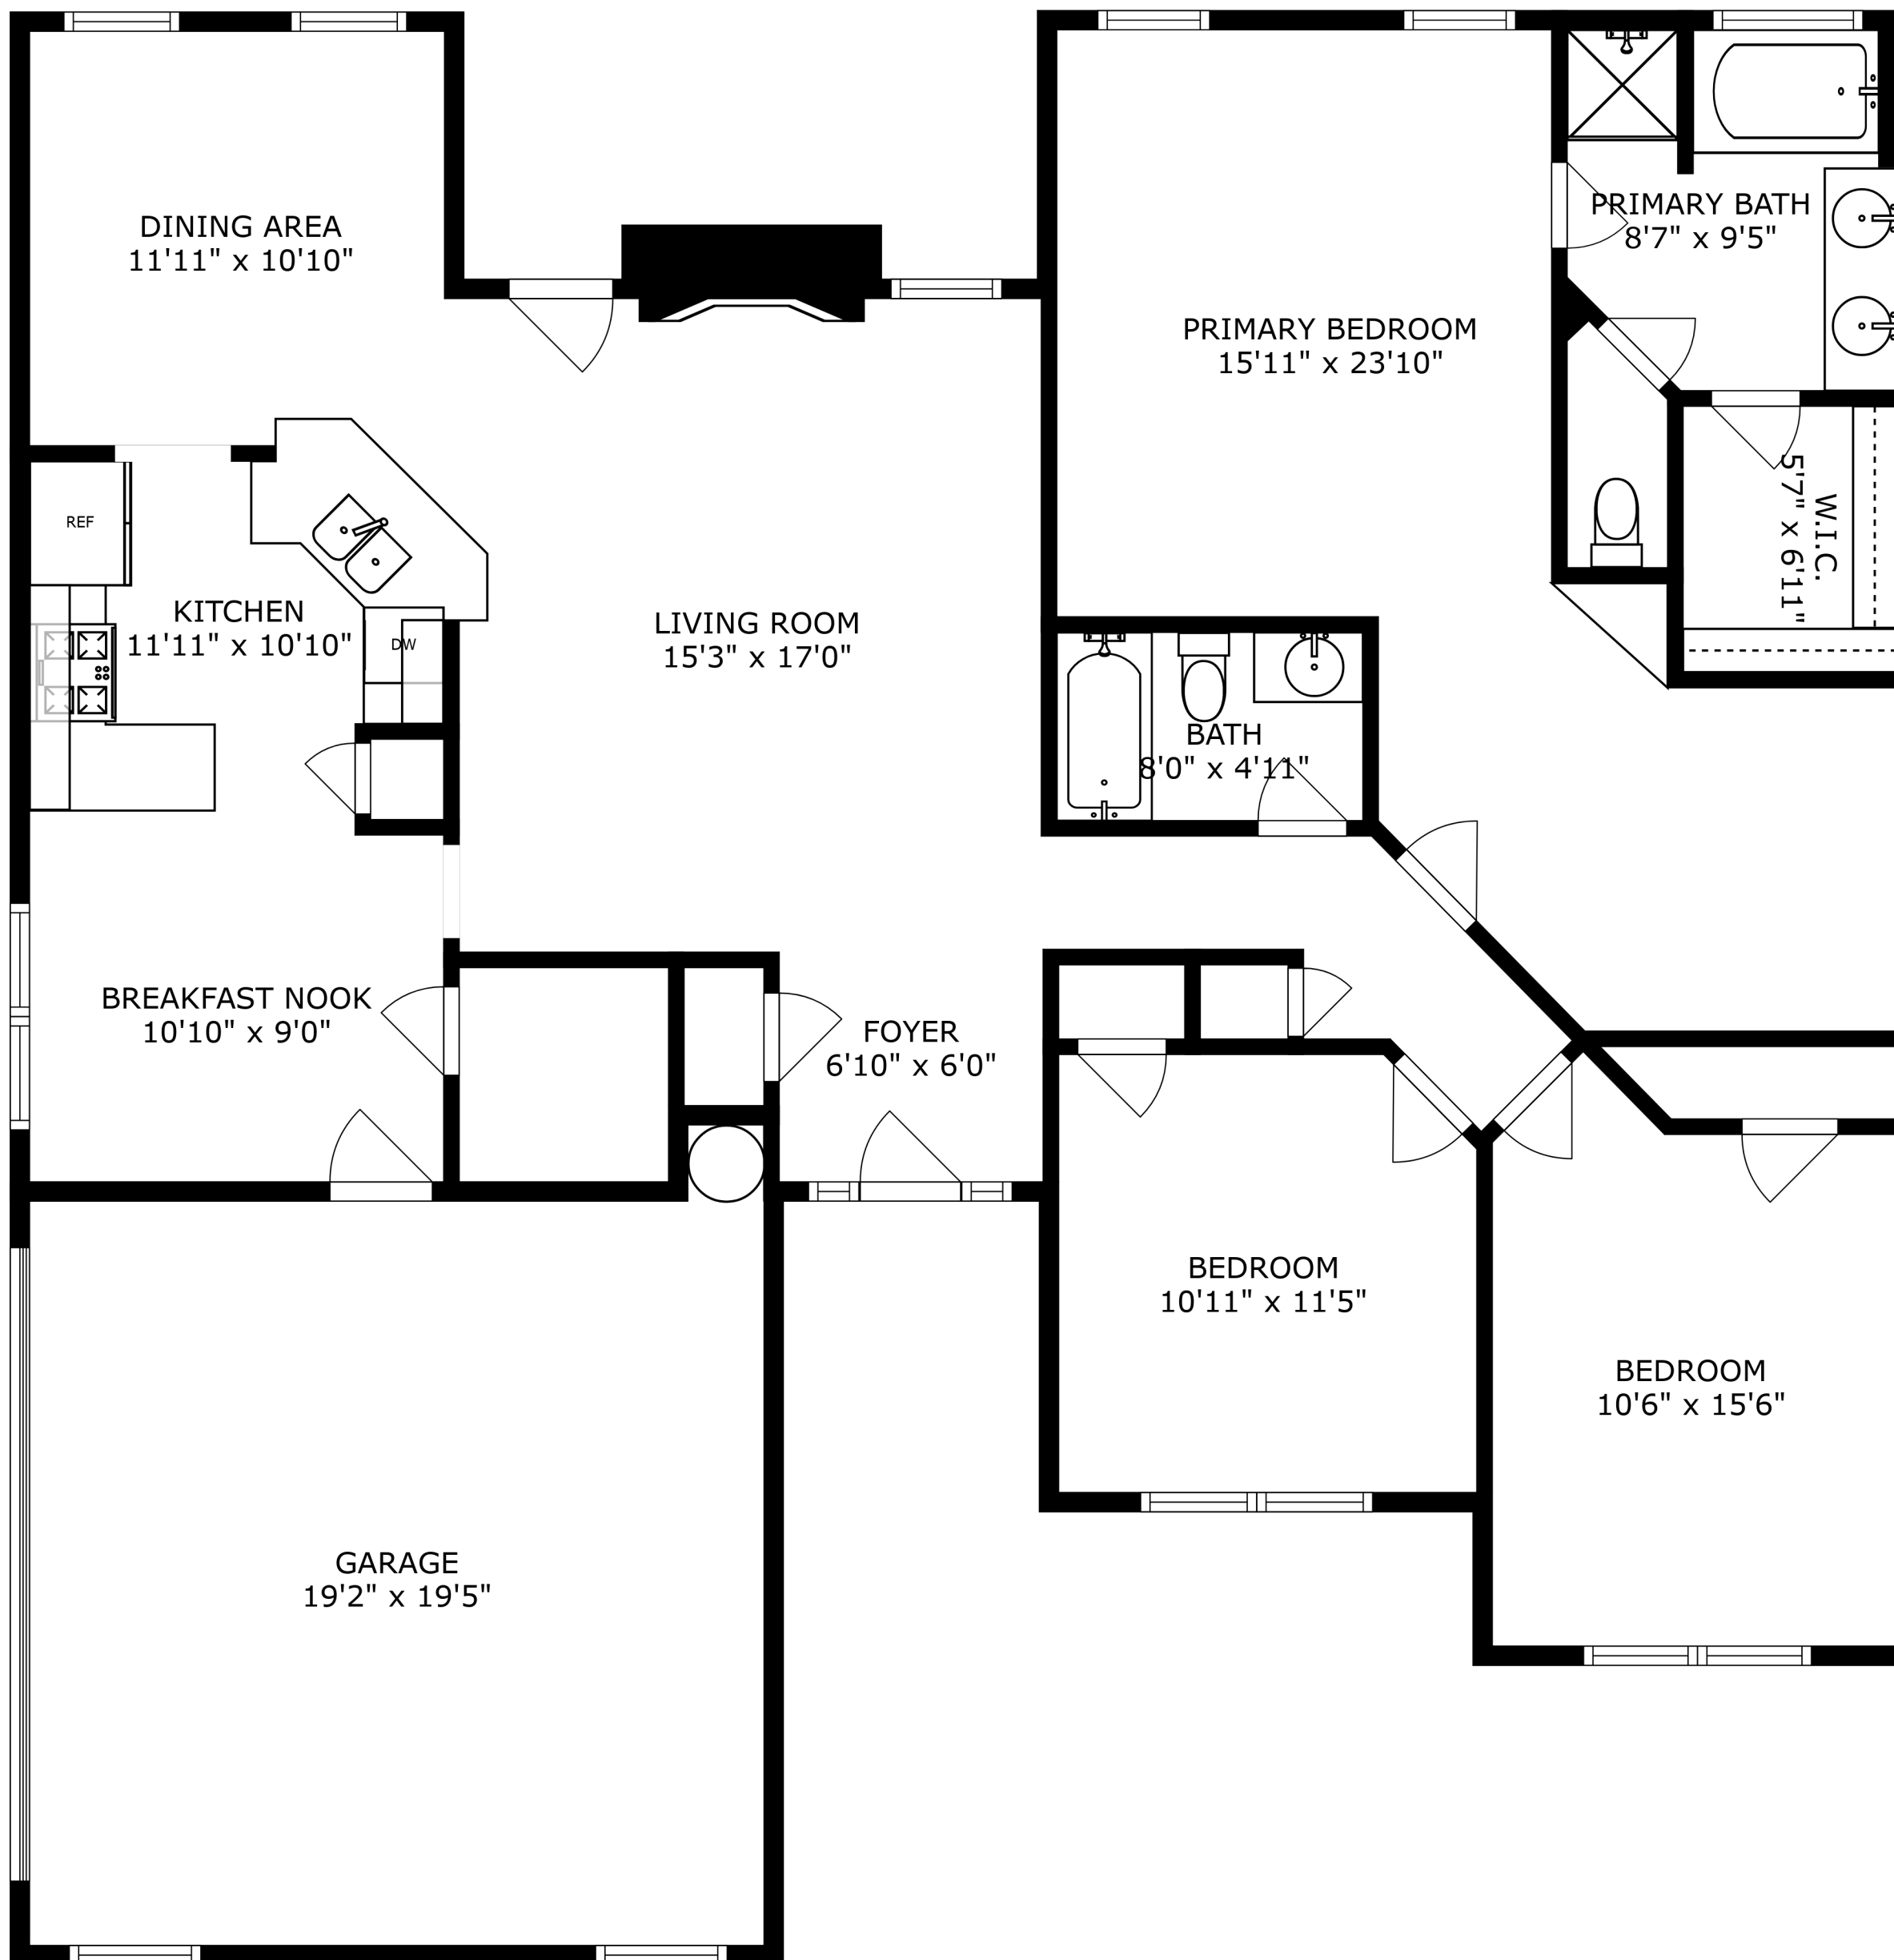 DINING AREA
11'11" x 10'10"
PRIMARY BATH
8'7" x 9'5"
PRIMARY BEDROOM
15'11" x 23'10"
W.I.C.
5'7" x 6'11"
REF
KITCHEN
11'11" x 10'10"
DW
LIVING ROOM
15'3" x 17'0"
BATH
8'0" x 4'11"
BREAKFAST NOOK
10'10" x 9'0"
FOYER
6'10" x 6'0"
BEDROOM
10'11" x 11'5"
BEDROOM
10'6" x 15'6"
GARAGE
19'2" x 19'5"